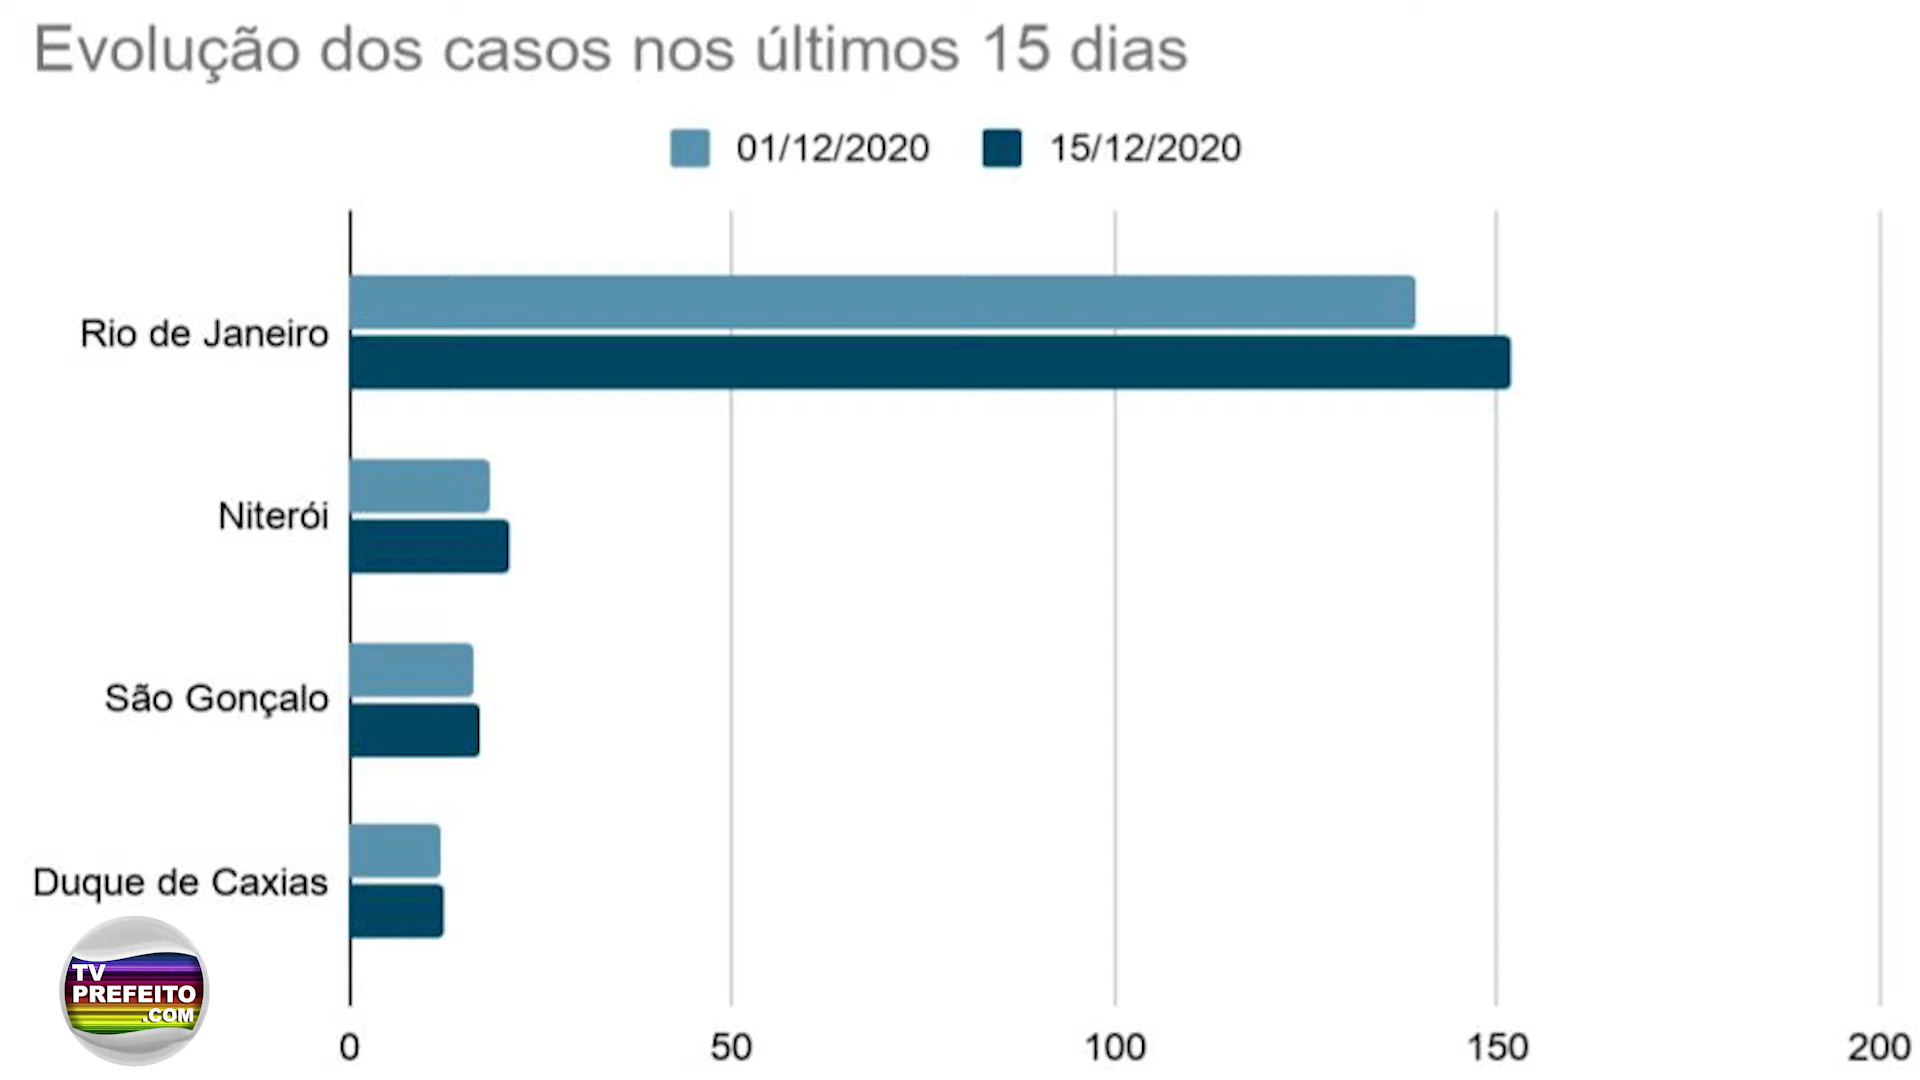 Evolução dos casos nos últimos 15 dias
01/12/2020 15/12/2020
Rio de Janeiro
Niterói
São Gonçalo
Duque de Caxias
0 50 100 150 200
TV
PREFEITO
.COM